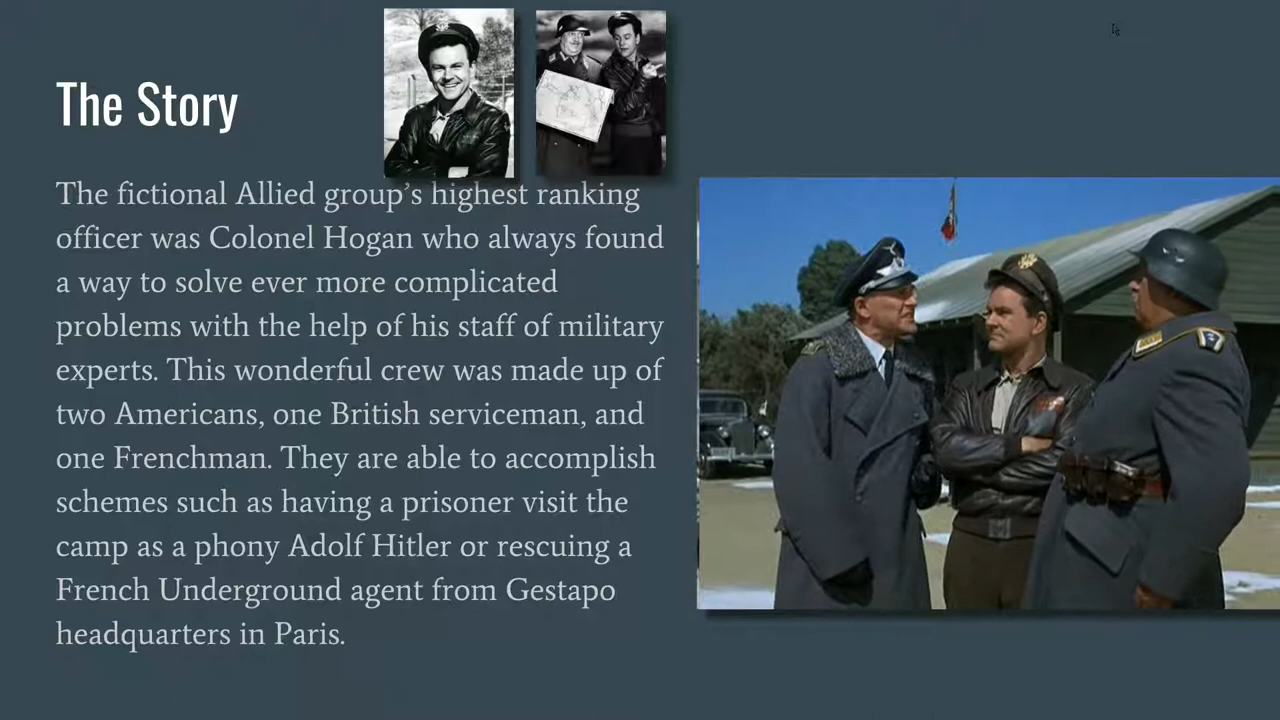 The Story
The fictional Allied group’s highest ranking
officer was Colonel Hogan who always found
a way to solve ever more complicated
problems with the help of his staff of military
experts. This wonderful crew was made up of
two Americans, one British serviceman, and
one Frenchman. They are able to accomplish
schemes such as having a prisoner visit the
camp as a phony Adolf Hitler or rescuing a
French Underground agent from Gestapo
headquarters in Paris.